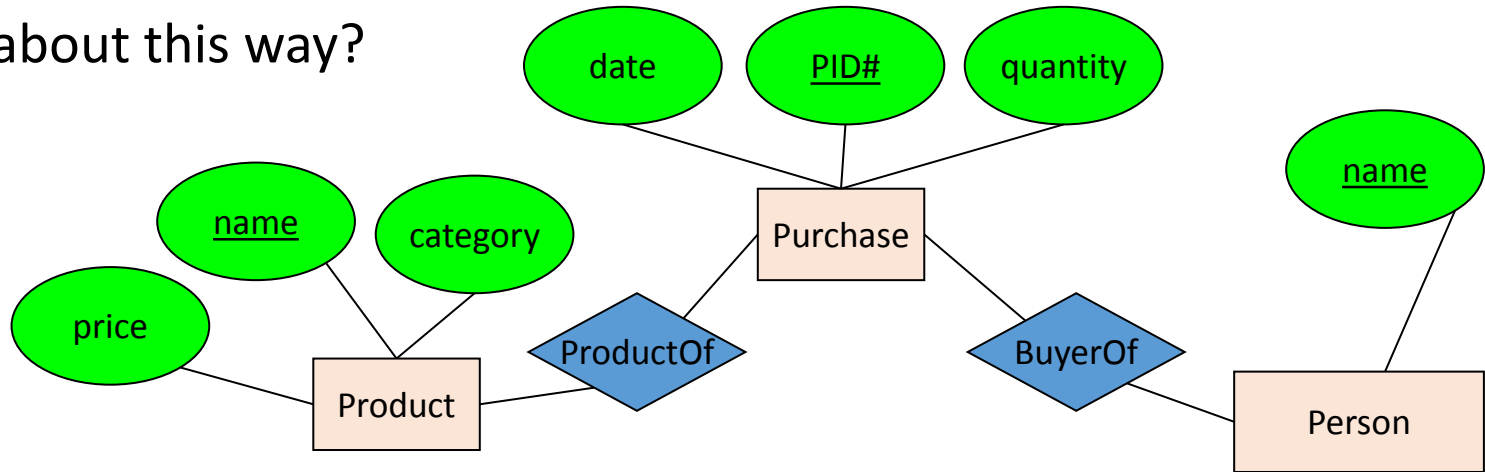 about this way?
date
PID#
quantity
name
name
category
Purchase
price
ProductOf
BuyerOf
Product
Person